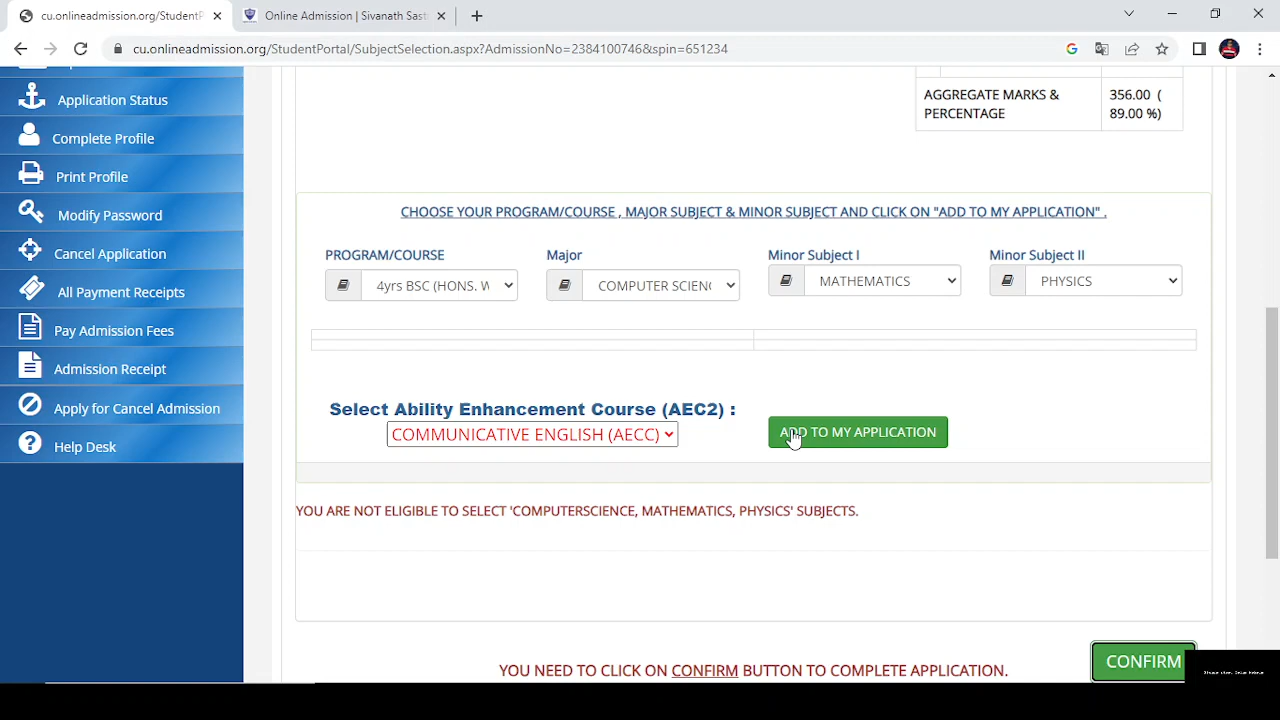 cu.onlineadmission.org/StudentP
Online Admission | Sivanath Sast
cu.onlineadmission.org/StudentPortal/SubjectSelection.aspx?AdmissionNo=2384100746&spin=651234
Application Status
Complete Profile
Print Profile
Modify Password
Cancel Application
All Payment Receipts
Pay Admission Fees
Admission Receipt
Apply for Cancel Admission
Help Desk
AGGREGATE MARKS &
PERCENTAGE
356.00 (
89.00 %)
CHOOSE YOUR PROGRAM/COURSE , MAJOR SUBJECT & MINOR SUBJECT AND CLICK ON "ADD TO MY APPLICATION" .
PROGRAM/COURSE
Major
Minor Subject I
Minor Subject II
4yrs BSC (HONS. W
COMPUTER SCIENC
MATHEMATICS
PHYSICS
Select Ability Enhancement Course (AEC2) :
COMMUNICATIVE ENGLISH (AECC)
ADD TO MY APPLICATION
YOU ARE NOT ELIGIBLE TO SELECT 'COMPUTERSCIENCE, MATHEMATICS, PHYSICS' SUBJECTS.
YOU NEED TO CLICK ON CONFIRM BUTTON TO COMPLETE APPLICATION.
CONFIRM